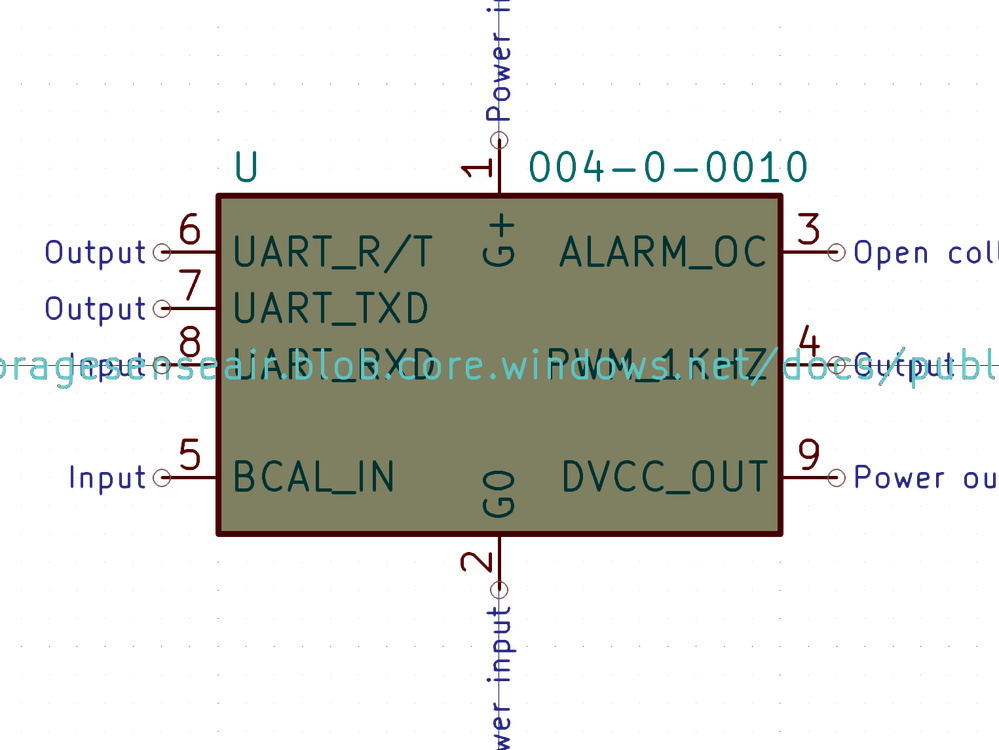 Power i
U
1
004-0-0010
6
3
Output
UART_R/T
G+
ALARM_OC
Open coll
7
Output
UART_TXD
8
4
Input
UART_RXD
PWM_1KHZ
Output
oragesenseair.blob.core.windows.net/docs/publ
5
9
Input
BCAL_IN
G0
DVCC_OUT
Power ou
2
wer input